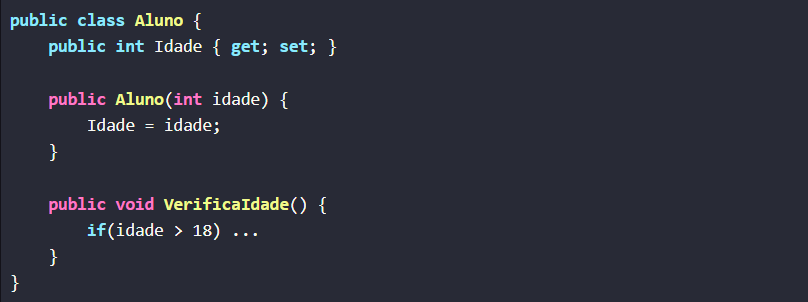 public class Aluno {
    public int Idade { get; set; }

    public Aluno(int idade) {
        Idade = idade;
    }

    public void VerificaIdade() {
        if(idade > 18) ...
    }
}